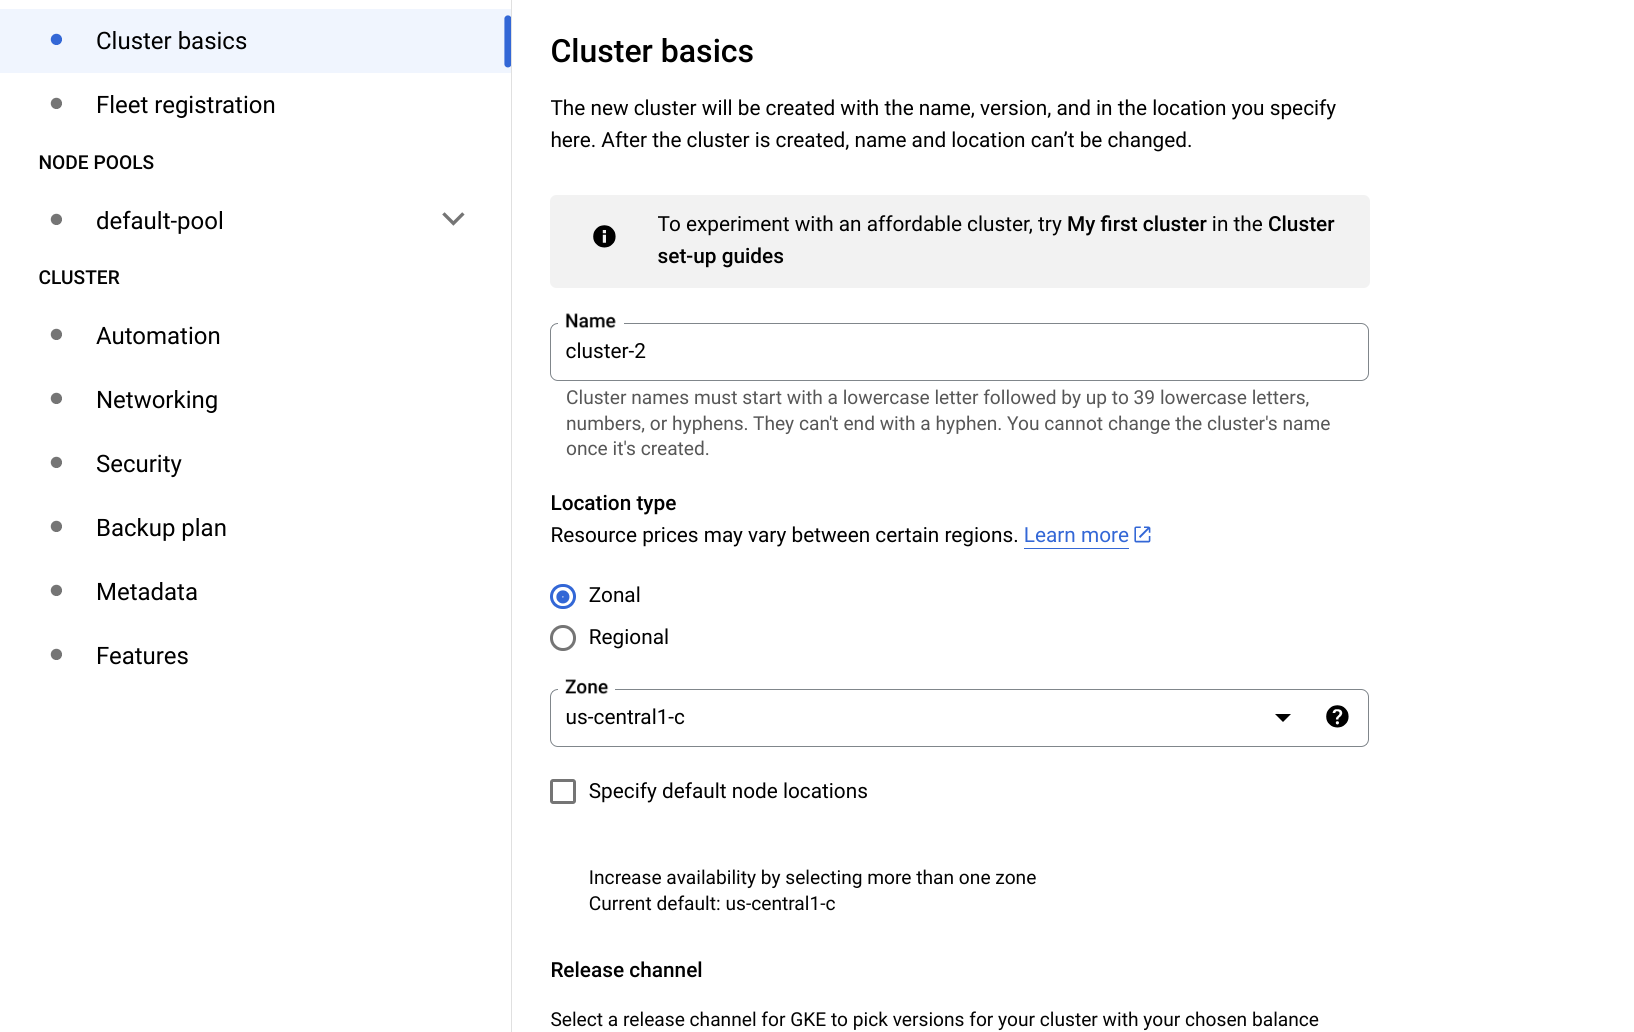 Cluster basics
Fleet registration
NODE POOLS
default-pool
CLUSTER
Automation
Networking
Security
Backup plan
Metadata
Features
Cluster basics
The new cluster will be created with the name, version, and in the location you specify
here. After the cluster is created, name and location can’t be changed.
To experiment with an affordable cluster, try My first cluster in the Cluster
set-up guides
Name
cluster-2
Cluster names must start with a lowercase letter followed by up to 39 lowercase letters,
numbers, or hyphens. They can't end with a hyphen. You cannot change the cluster's name
once it's created.
Location type
Resource prices may vary between certain regions. Learn more
Zonal
Regional
Zone
us-central1-c
Specify default node locations
Increase availability by selecting more than one zone
Current default: us-central1-c
Release channel
Select a release channel for GKE to pick versions for your cluster with your chosen balance